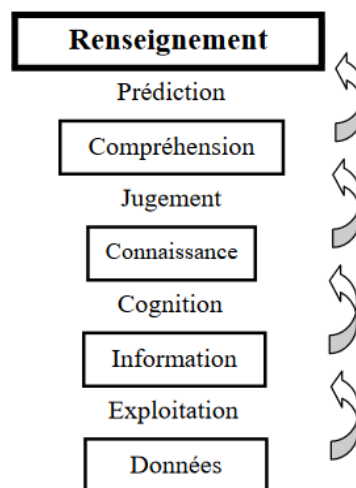 Renseignement
Prédiction
Compréhension
Jugement
Connaissance
Cognition
Information
Exploitation
Données